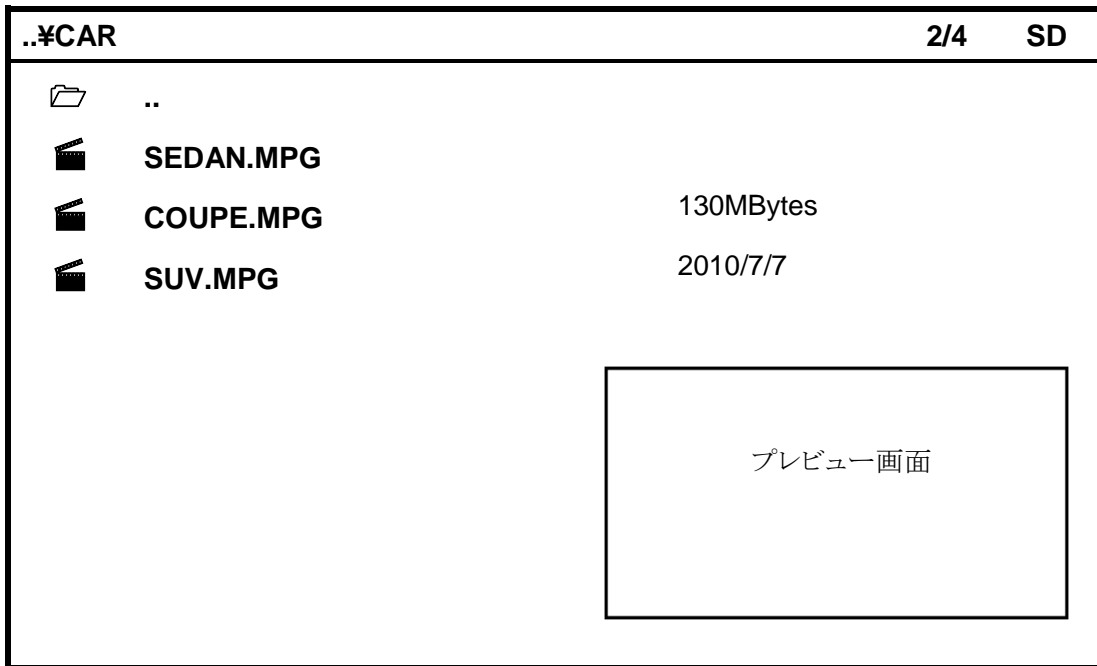 ..¥CAR 2/4 SD
..
SEDAN.MPG
COUPE.MPG
SUV.MPG
130MBytes
2010/7/7
プレビュー画面